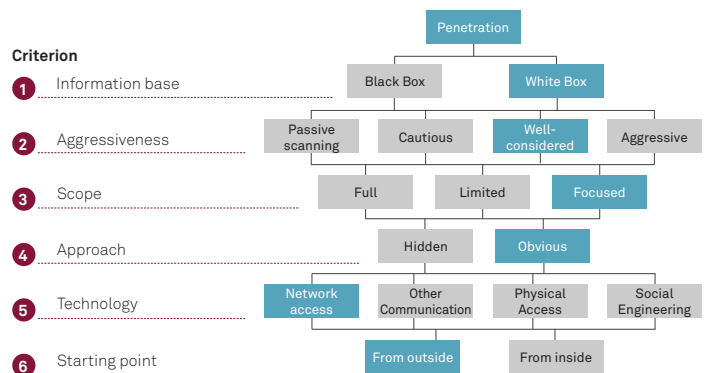 Penetration
Criterion
1 Information base
Black Box
White Box
2 Aggressiveness
Passive
scanning
Cautious
Well-
considered
Aggressive
3 Scope
Full
Limited
Focused
4 Approach
Hidden
Obvious
5 Technology
Network
access
Other
Communication
Physical
Access
Social
Engineering
6 Starting point
From outside
From inside